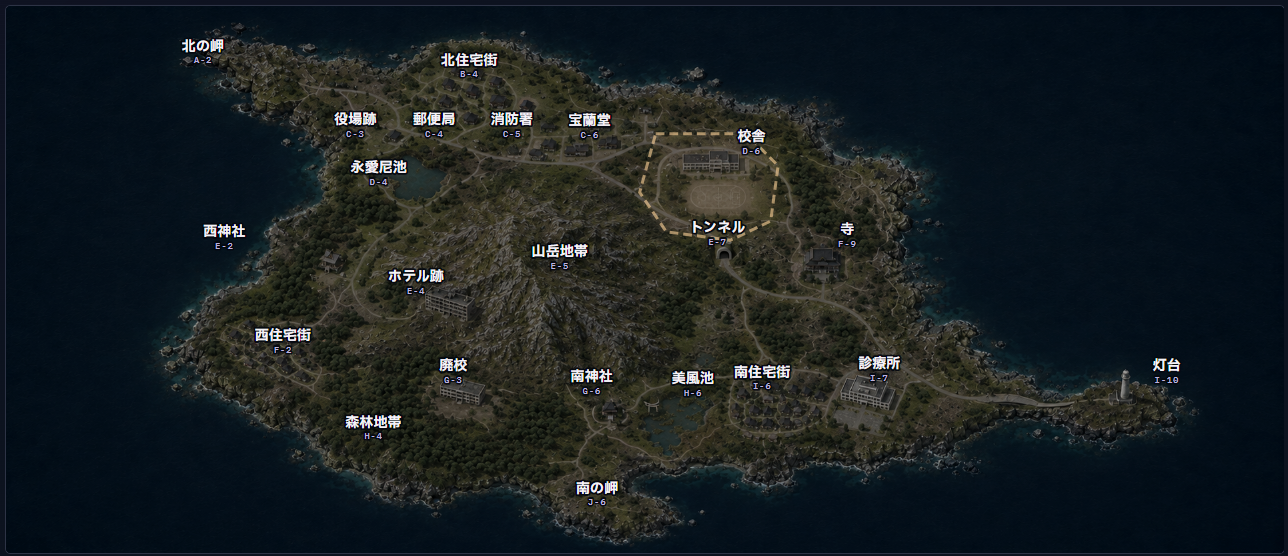 北の岬
A-2
北住宅街
B-4
役場跡
C-3
郵便局
C-4
消防署
C-5
宝蘭堂
C-6
校舎
D-6
永愛尼池
D-4
西神社
E-2
トンネル
E-7
寺
F-9
山岳地帯
E-5
ホテル跡
E-4
西住宅街
F-2
廃校
G-3
南神社
G-6
美風池
H-6
南住宅街
I-6
診療所
I-7
灯台
I-10
森林地帯
H-4
南の岬
J-6